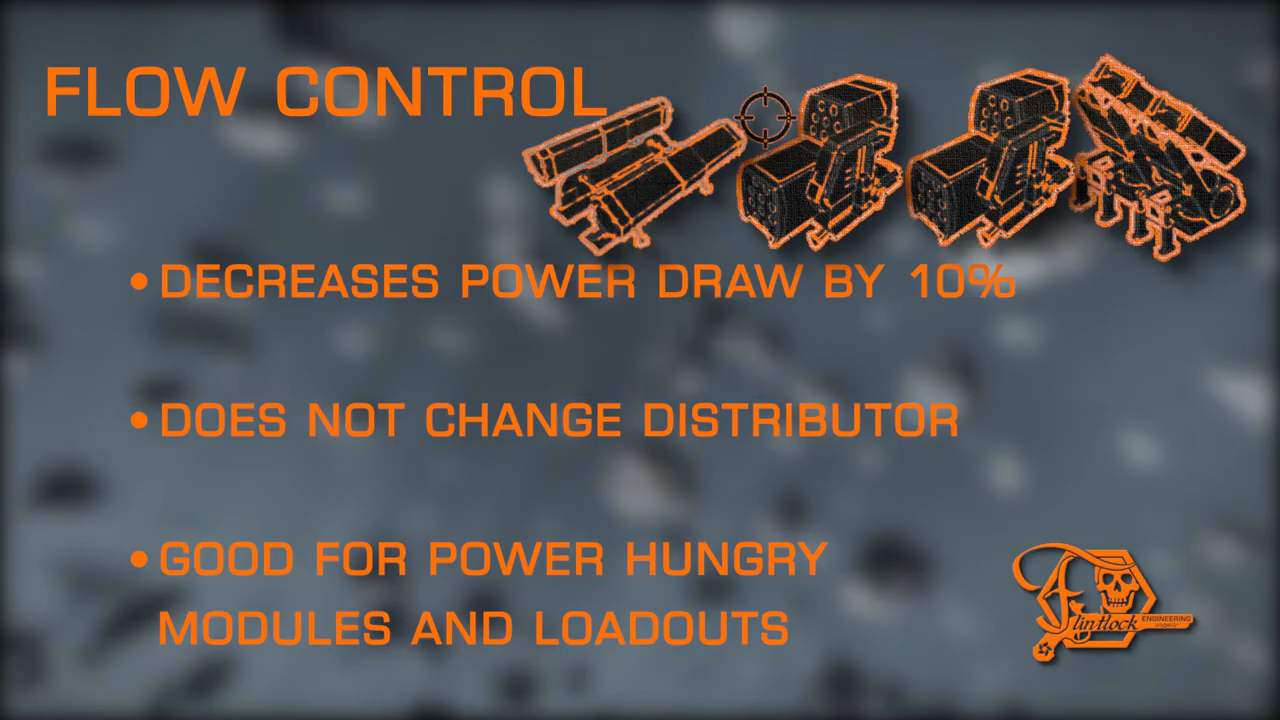 FLOW CONTROL
• DECREASES POWER DRAW BY 10%
• DOES NOT CHANGE DISTRIBUTOR
• GOOD FOR POWER HUNGRY
MODULES AND LOADOUTS
Flintlock
ENGINEERING